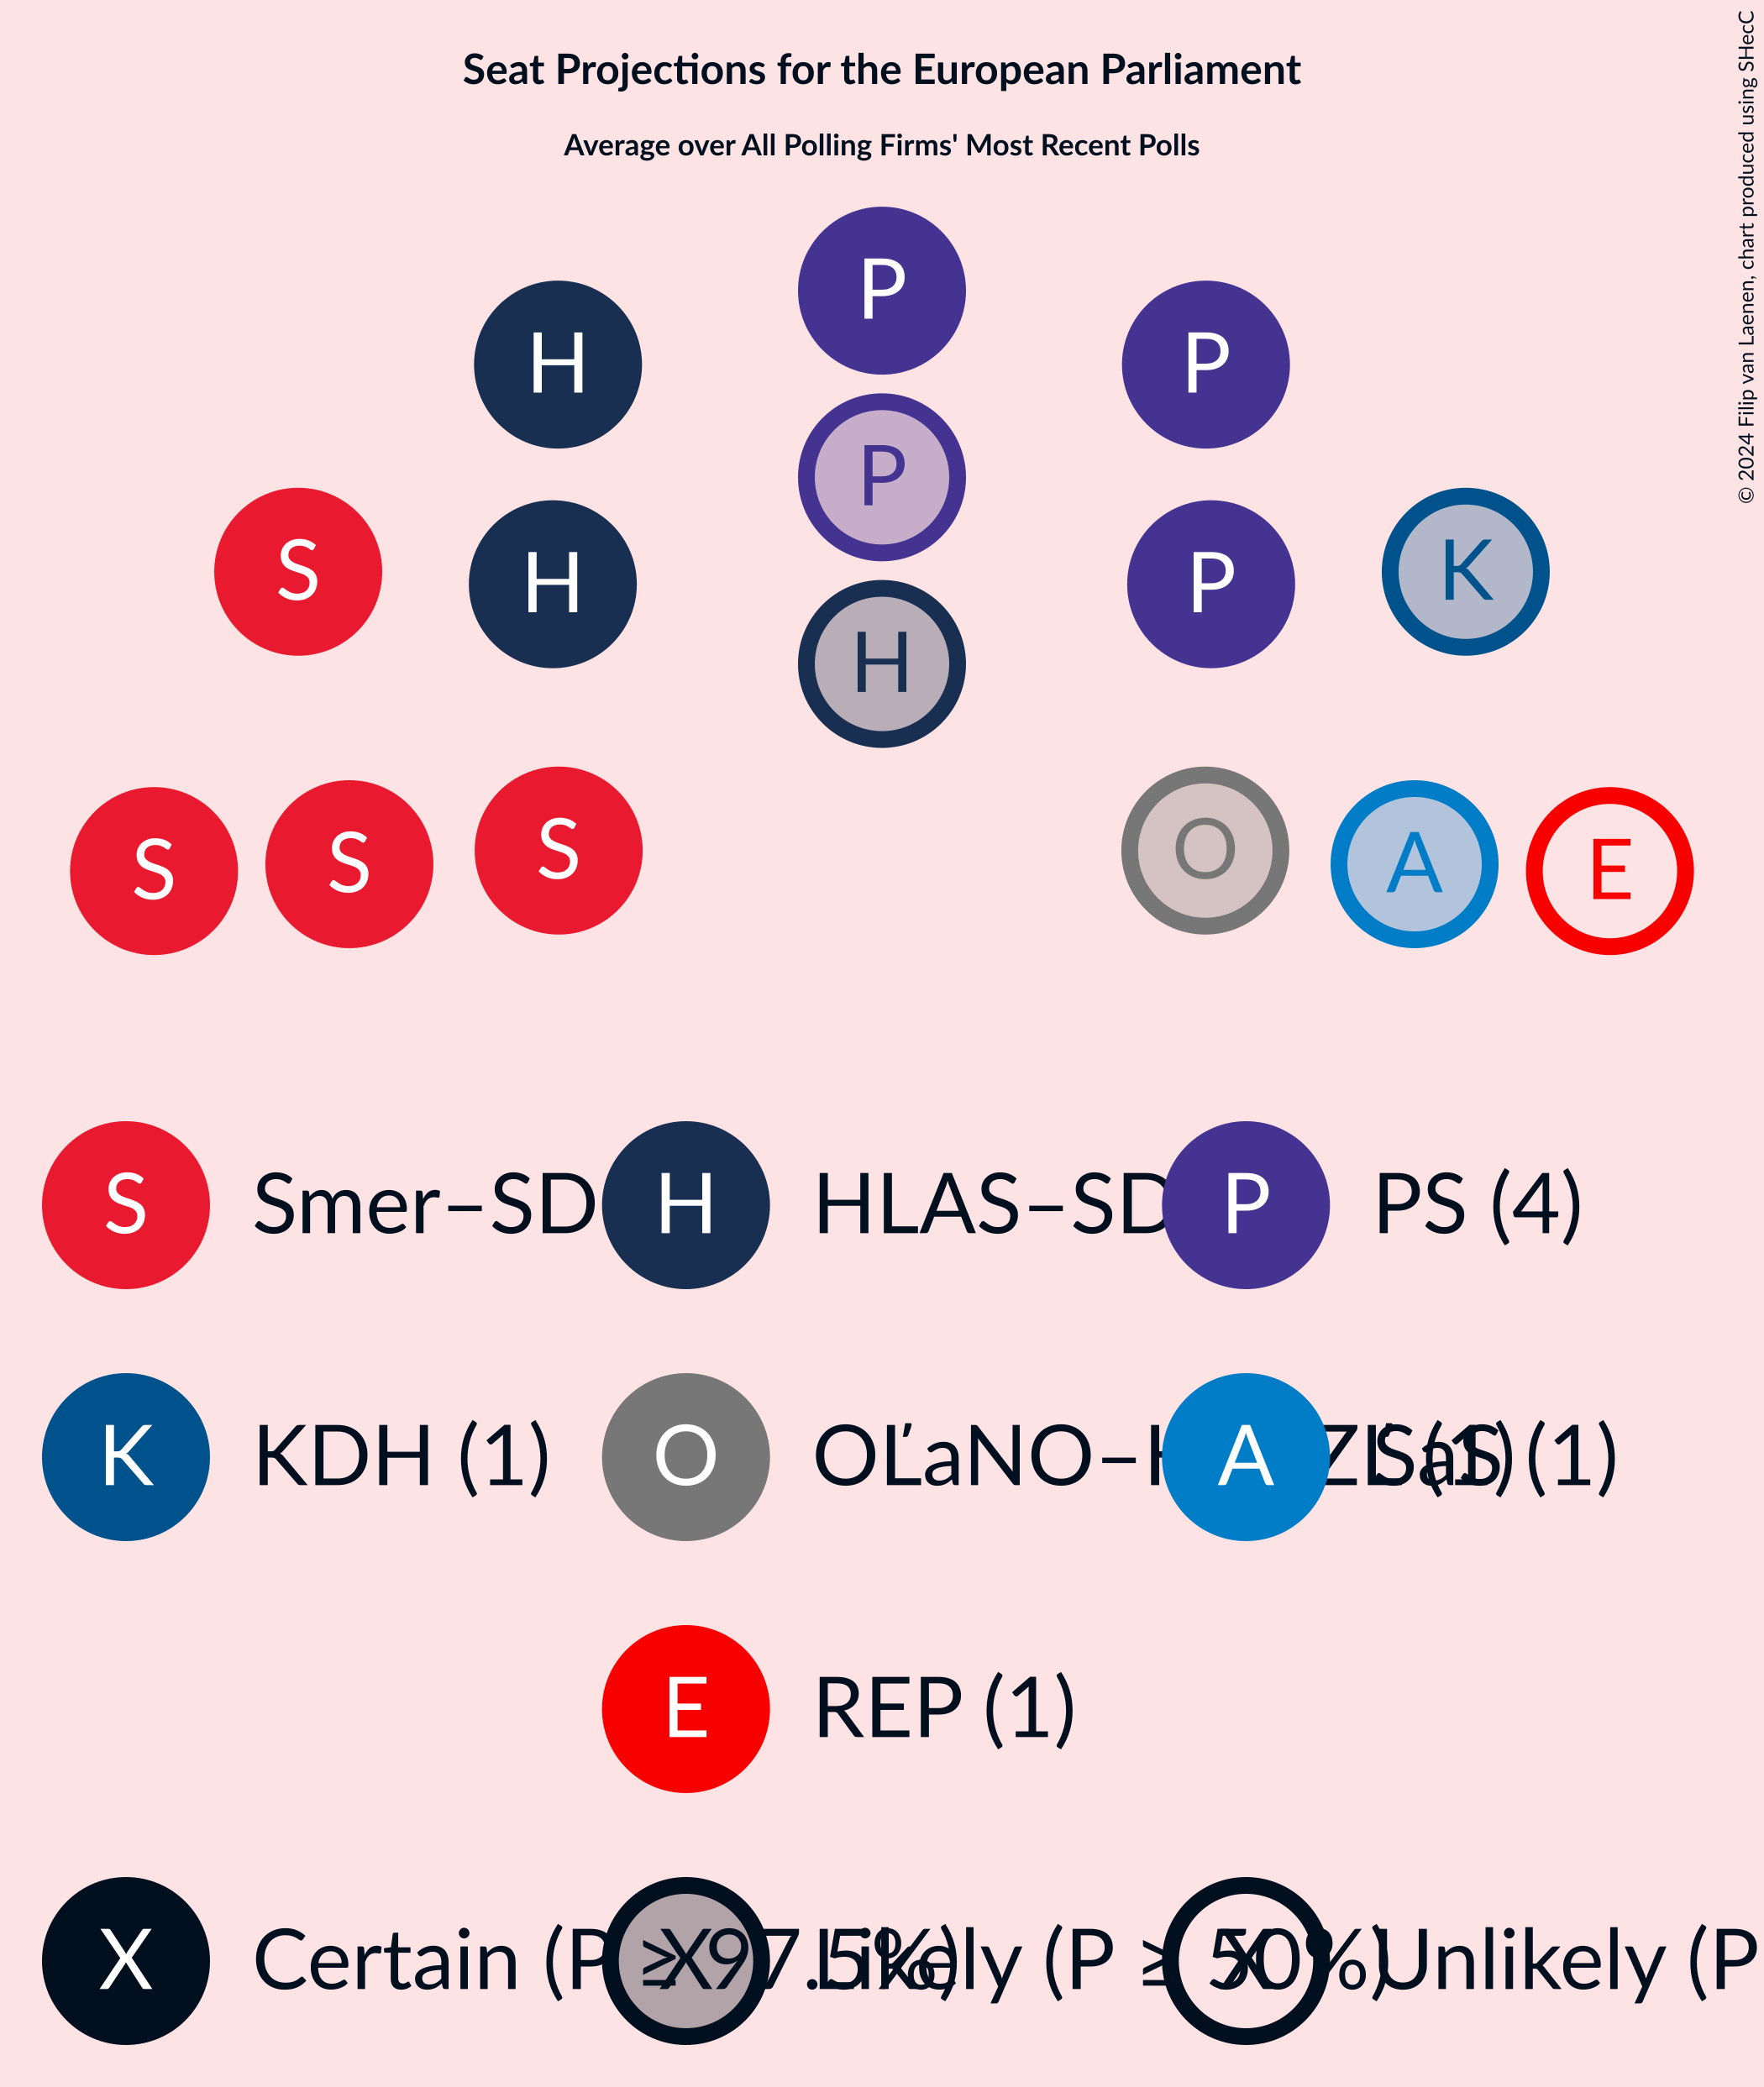 Seat Projections for the European Parliament
Average over All Polling Firms' Most Recent Polls
© 2024 Filip van Laenen, chart produced using SHecC
P
H
P
P
S
H
P
K
H
S
S
S
O
A
E
S Smer–SD
H HLAS–SD
P PS (4)
K KDH (1)
O OĽaNO–
A SaS (1)
E REP (1)
X Certain (P ≥ 97.5%)
X Likely (P ≥ 50%)
X Unlikely (P